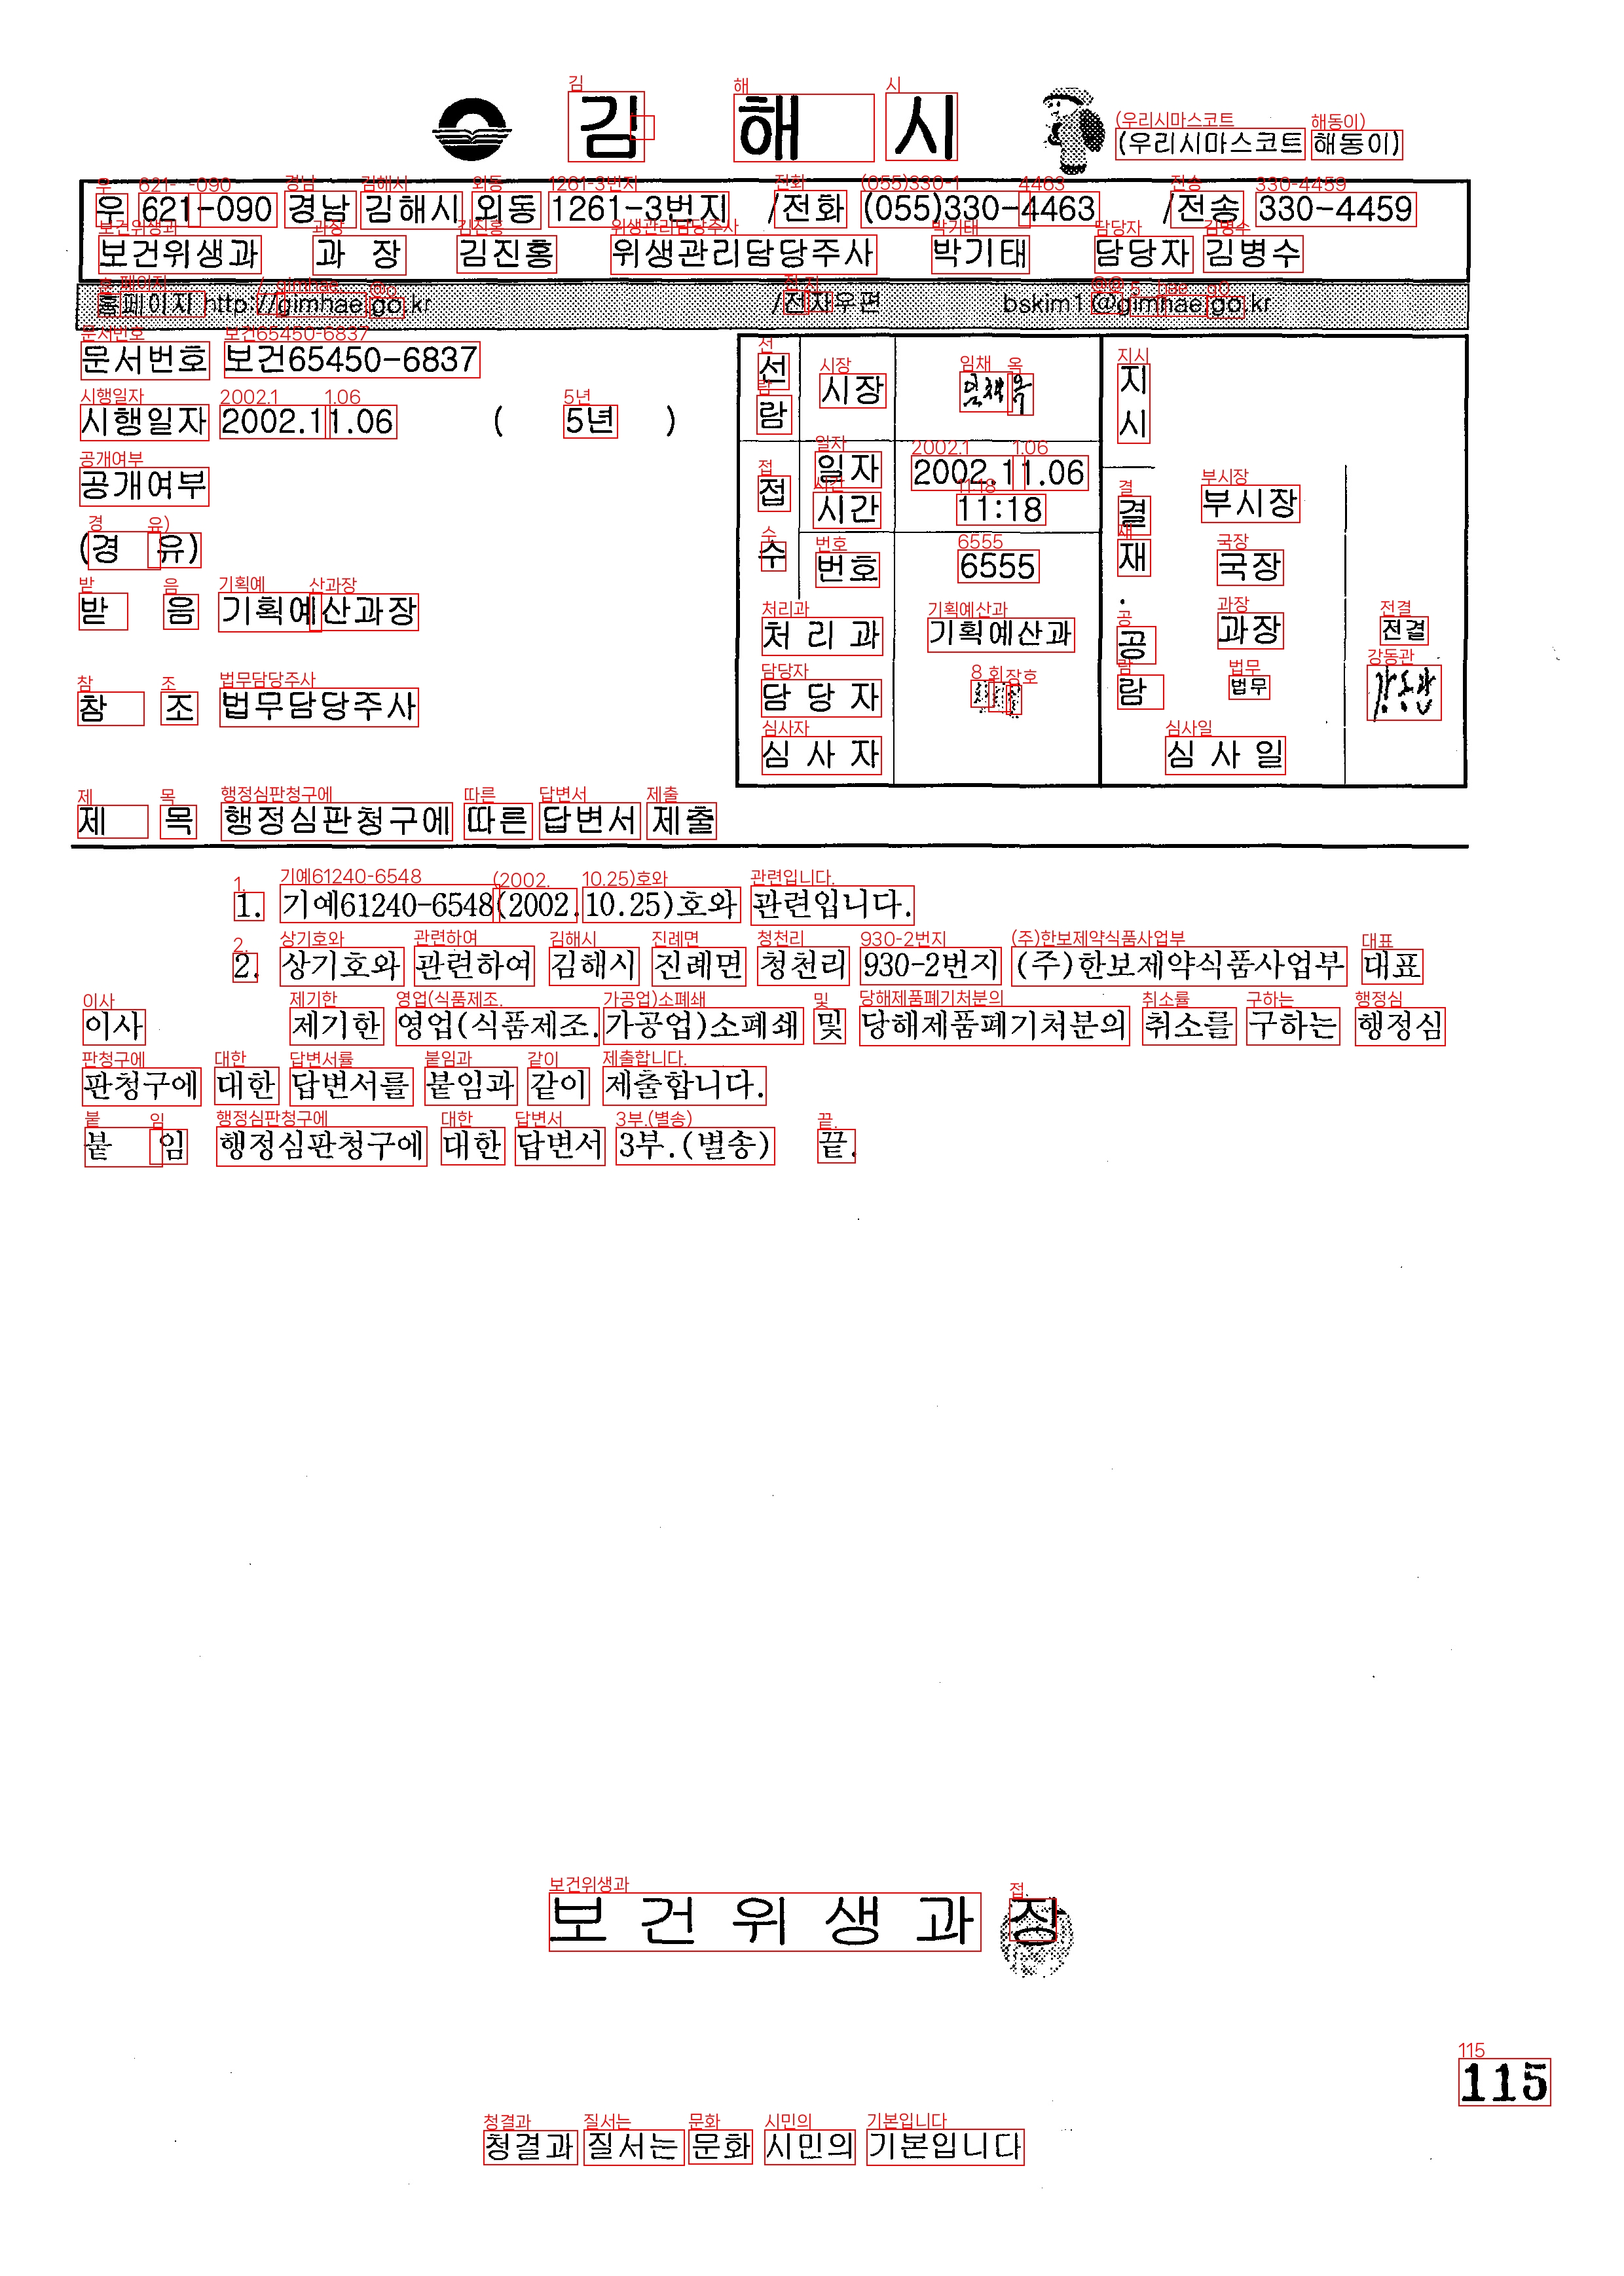 김 해 시 (우리시마스코트 해동이)
우 621-090 경남 김해시 외동 1261-3번지 /전화 (055)330-4463 /전송 330-4459
보건위생과 과 장 김진홍 위생관리담당주사 박기태 담당자 김병수
홈페이지 http://gimhae.go.kr /전자우편 bskim1@gimhae.go.kr
문서번호 보건65450-6837
시행일자 2002.11.06 ( 5년 )
공개여부
(경 유)
받 음 기획예산과장
참 조 법무담당주사
선람 시장 임채옥 지시
접수 일자 시간 2002.11.06 11:18
번호 6555
결재·공람 부시장
국장
과장 전결
법무 강동관
처 리 과 기획예산과
담 당 자
심 사 자 심 사 일
제 목 행정심판청구에 따른 답변서 제출
1. 기예61240-6548(2002.10.25)호와 관련입니다.
2. 상기호와 관련하여 김해시 진례면 청천리 930-2번지 (주)한보제약식품사업부 대표
이사 제기한 영업(식품제조.가공업)소폐쇄 및 당해제품폐기처분의 취소를 구하는 행정심
판청구에 대한 답변서를 붙임과 같이 제출합니다.
붙 임 행정심판청구에 대한 답변서 3부.(별송) 끝.
보 건 위 생 과 장
115
청결과 질서는 문화 시민의 기본입니다